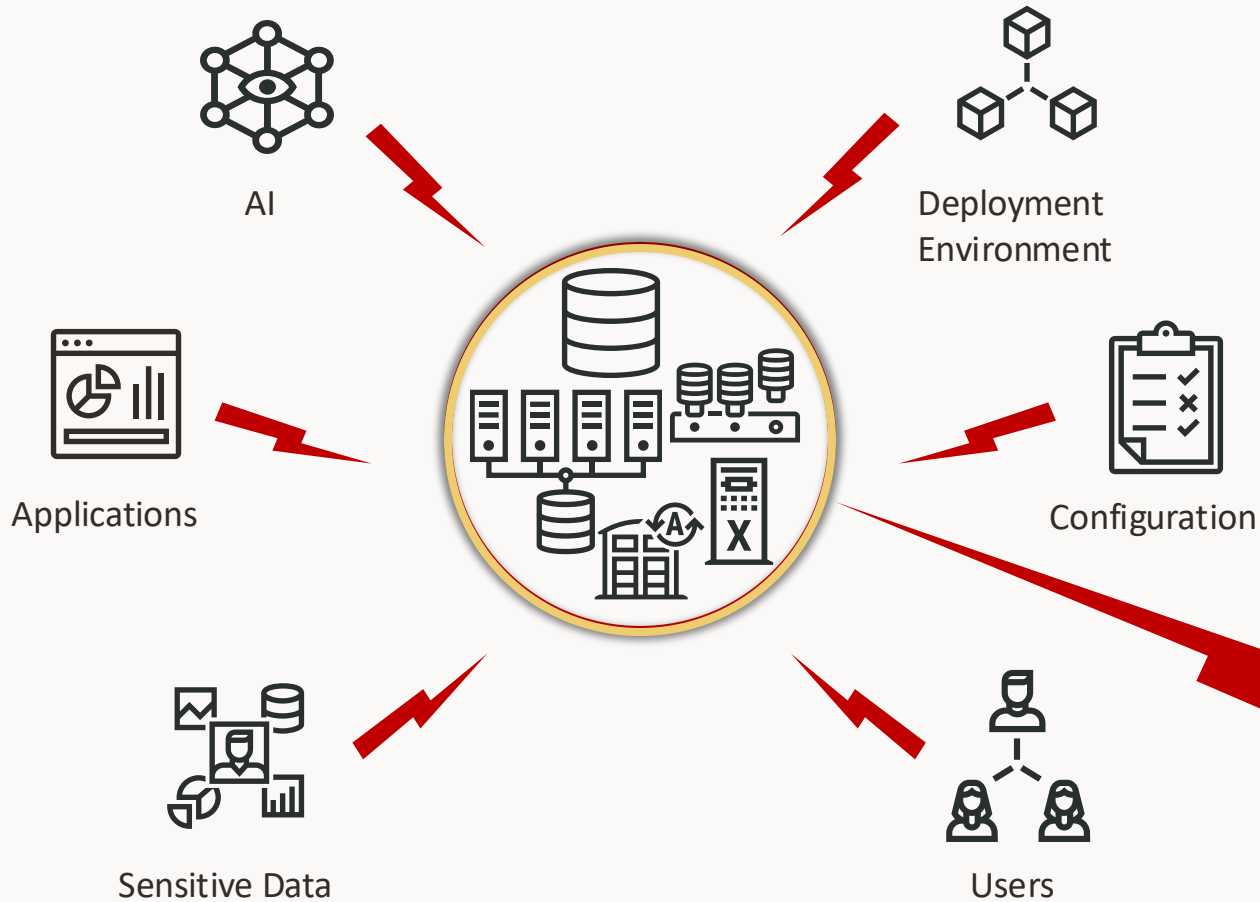 AI
Deployment
Environment
Applications
Configuration
A
X
Sensitive Data
Users